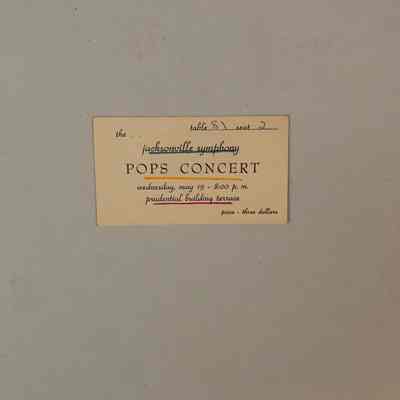 table 81 seat 2
the . .
jacksonville symphony
POPS CONCERT
wednesday, may 19 - 8:00 p. m.
prudential building terrace
price - three dollars